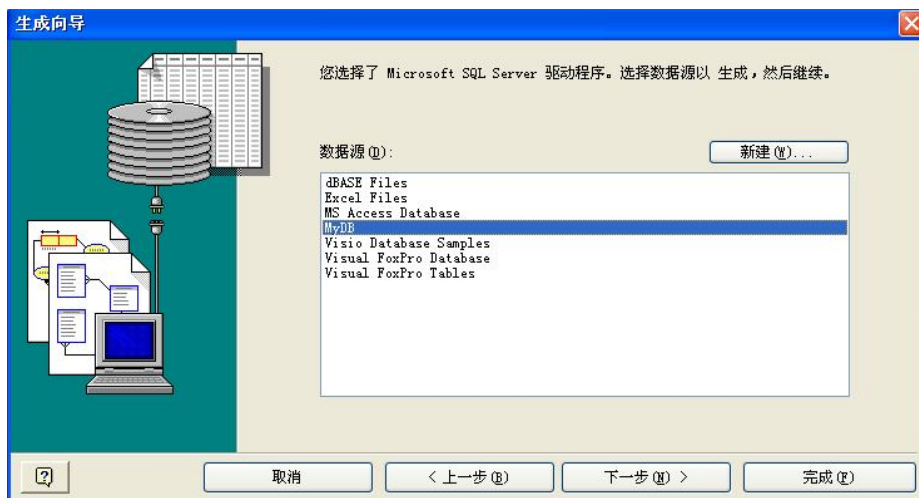 生成向导
您选择了 Microsoft SQL Server 驱动程序。选择数据源以 生成，然后继续。
数据源(D):
新建(W)...
dBASE Files
Excel Files
MS Access Database
MyDB
Visio Database Samples
Visual FoxPro Database
Visual FoxPro Tables
取消
< 上一步(B)
下一步(N) >
完成(F)